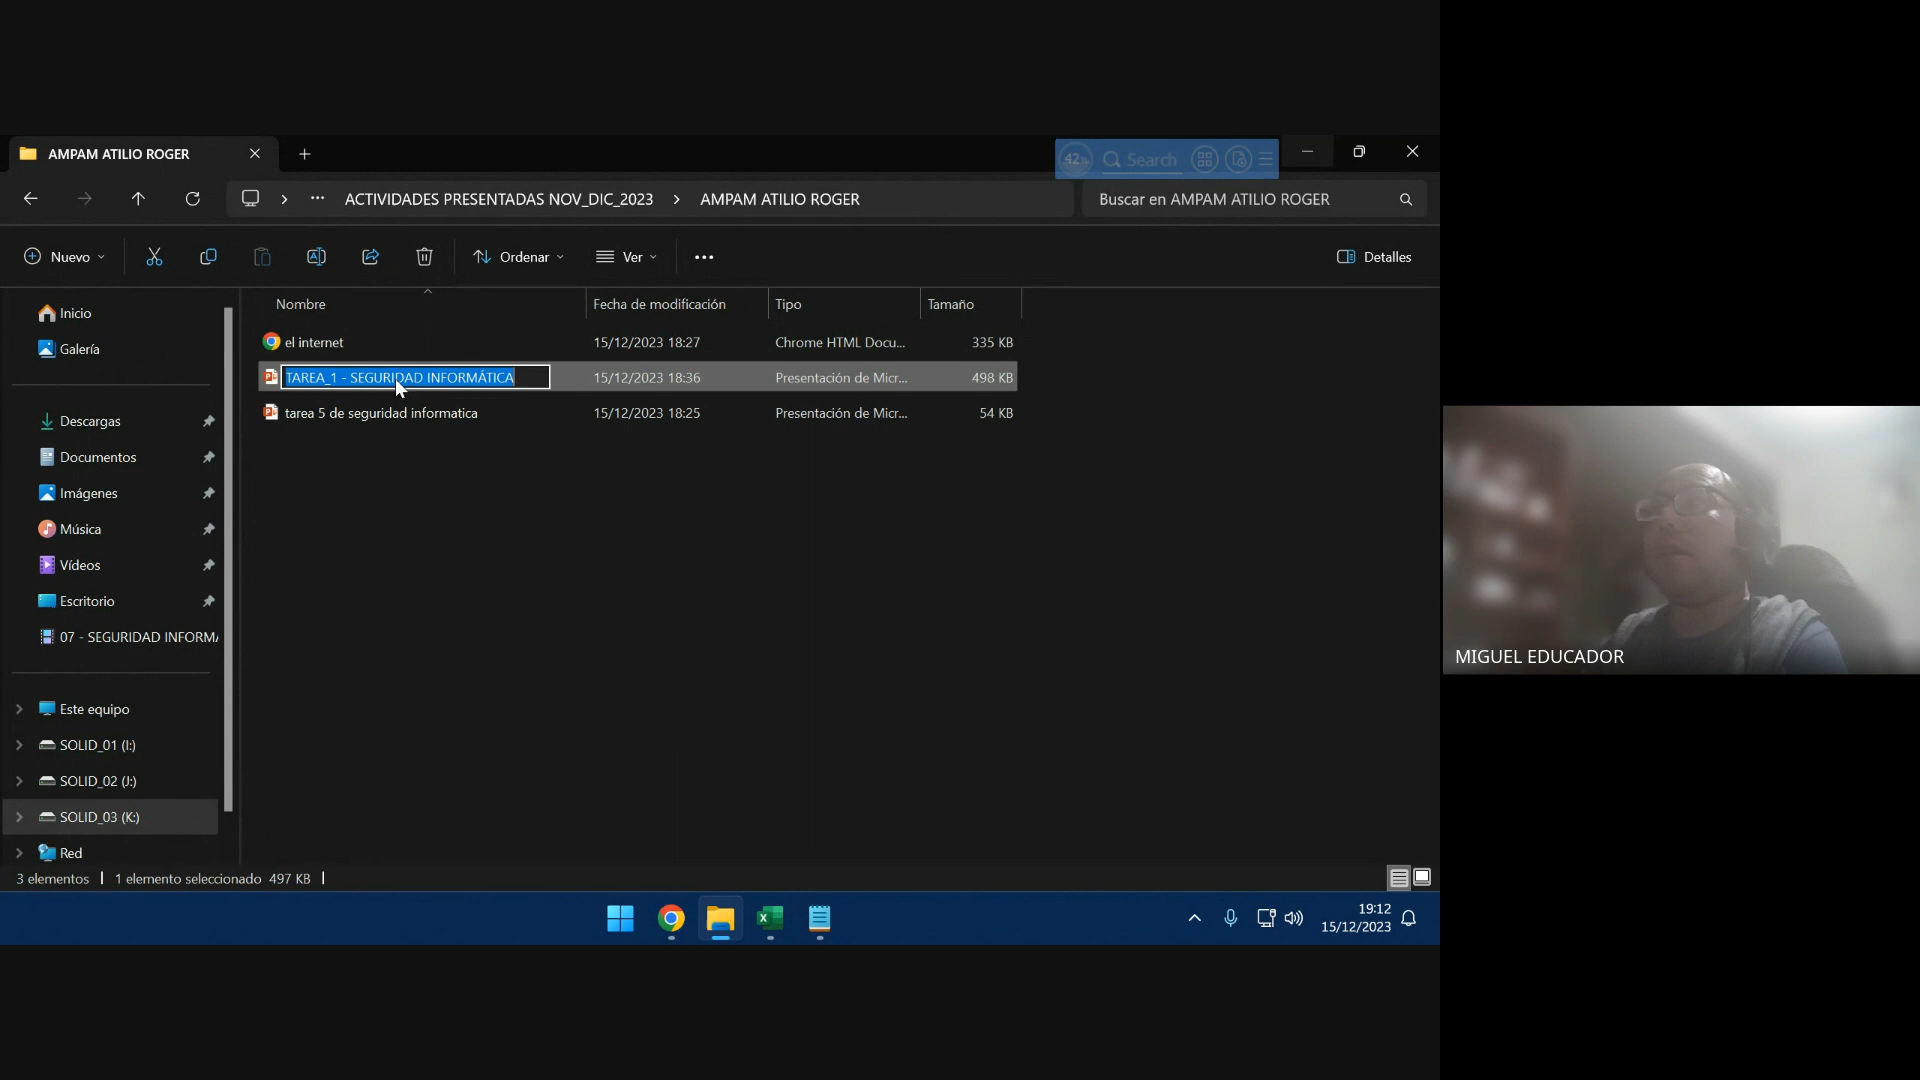 AMPAM ATILIO ROGER
42%
Search
ACTIVIDADES PRESENTADAS NOV_DIC_2023 > AMPAM ATILIO ROGER
Buscar en AMPAM ATILIO ROGER
Nuevo
Ordenar
Ver
Detalles
Nombre Fecha de modificación Tipo Tamaño
el internet 15/12/2023 18:27 Chrome HTML Docu... 335 KB
TAREA_1 - SEGURIDAD INFORMÁTICA 15/12/2023 18:36 Presentación de Micr... 498 KB
tarea 5 de seguridad informatica 15/12/2023 18:25 Presentación de Micr... 54 KB
Inicio
Galería
Descargas
Documentos
Imágenes
Música
Vídeos
Escritorio
07 - SEGURIDAD INFORM
Este equipo
SOLID_01 (I:)
SOLID_02 (J:)
SOLID_03 (K:)
Red
3 elementos
1 elemento seleccionado 497 KB
19:12
15/12/2023
MIGUEL EDUCADOR